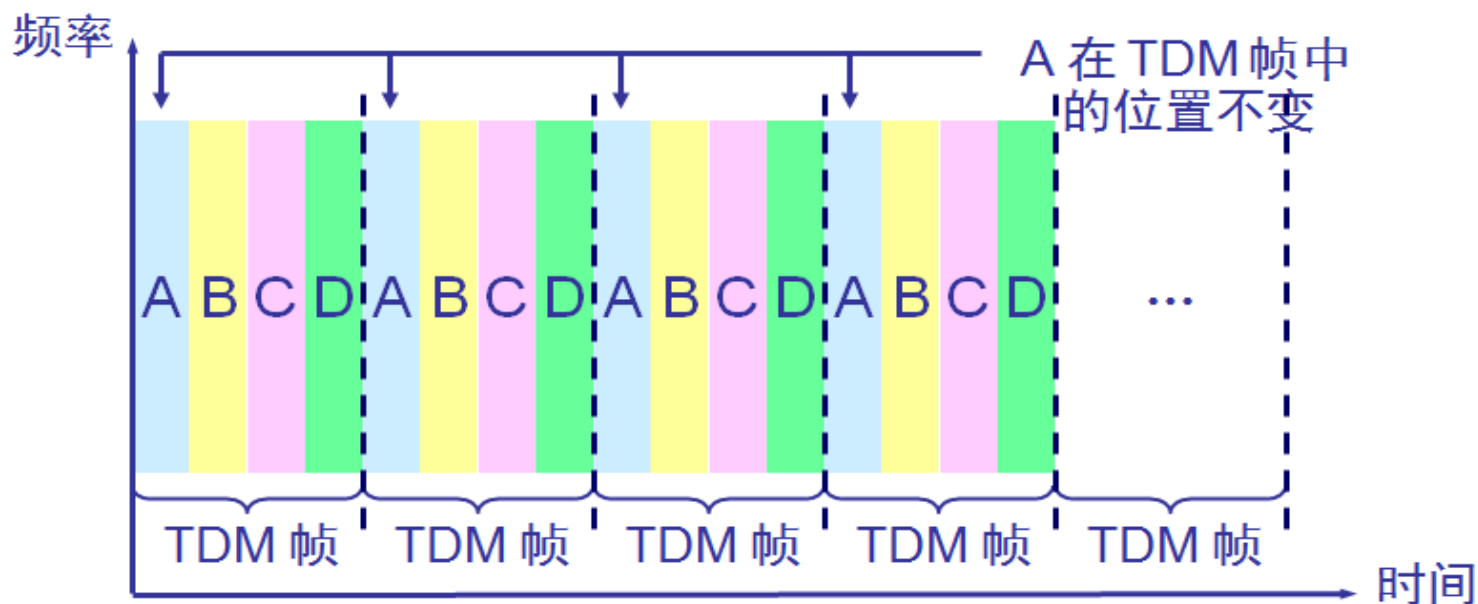 频率
A 在 TDM 帧中
的位置不变
A B C D A B C D A B C D A B C D ...
TDM 帧 TDM 帧 TDM 帧 TDM 帧 TDM 帧
时间